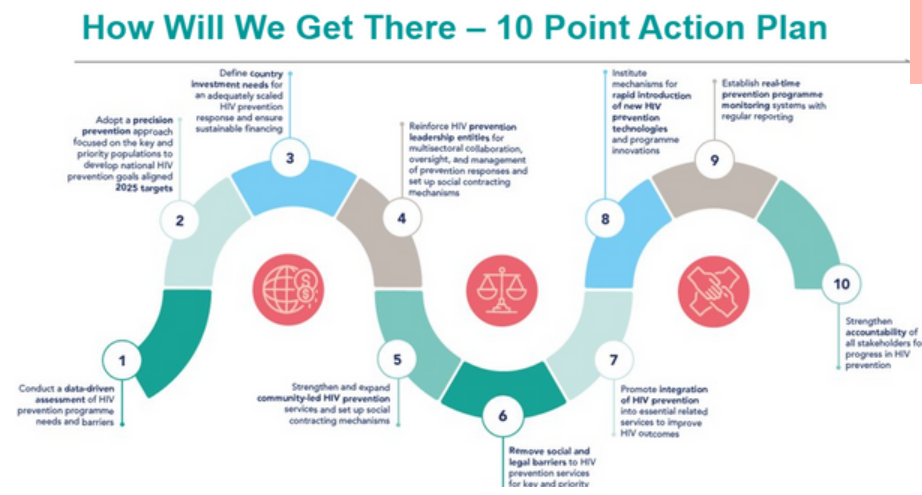 How Will We Get There – 10 Point Action Plan
1
Conduct a data-driven
assessment of HIV
prevention programme
needs and barriers
2
Adopt a precision
prevention approach
focused on the key and
priority populations to
develop national HIV
prevention goals aligned
2025 targets
3
Define country
investment needs for
an adequately scaled
HIV prevention
response and ensure
sustainable financing
4
Reinforce HIV prevention
leadership entities for
multisectoral collaboration,
oversight, and management
of prevention responses and
set up social contracting
mechanisms
5
Strengthen and expand
community-led HIV prevention
services and set up social
contracting mechanisms
6
Remove social and
legal barriers to HIV
prevention services
for key and priority
7
Promote integration
of HIV prevention
into essential related
services to improve
HIV outcomes
8
Institute
mechanisms for
rapid introduction
of new HIV
prevention
technologies
and programme
innovations
9
Establish real-time
prevention programme
monitoring systems with
regular reporting
10
Strengthen
accountability of
all stakeholders fo
progress in HIV
prevention